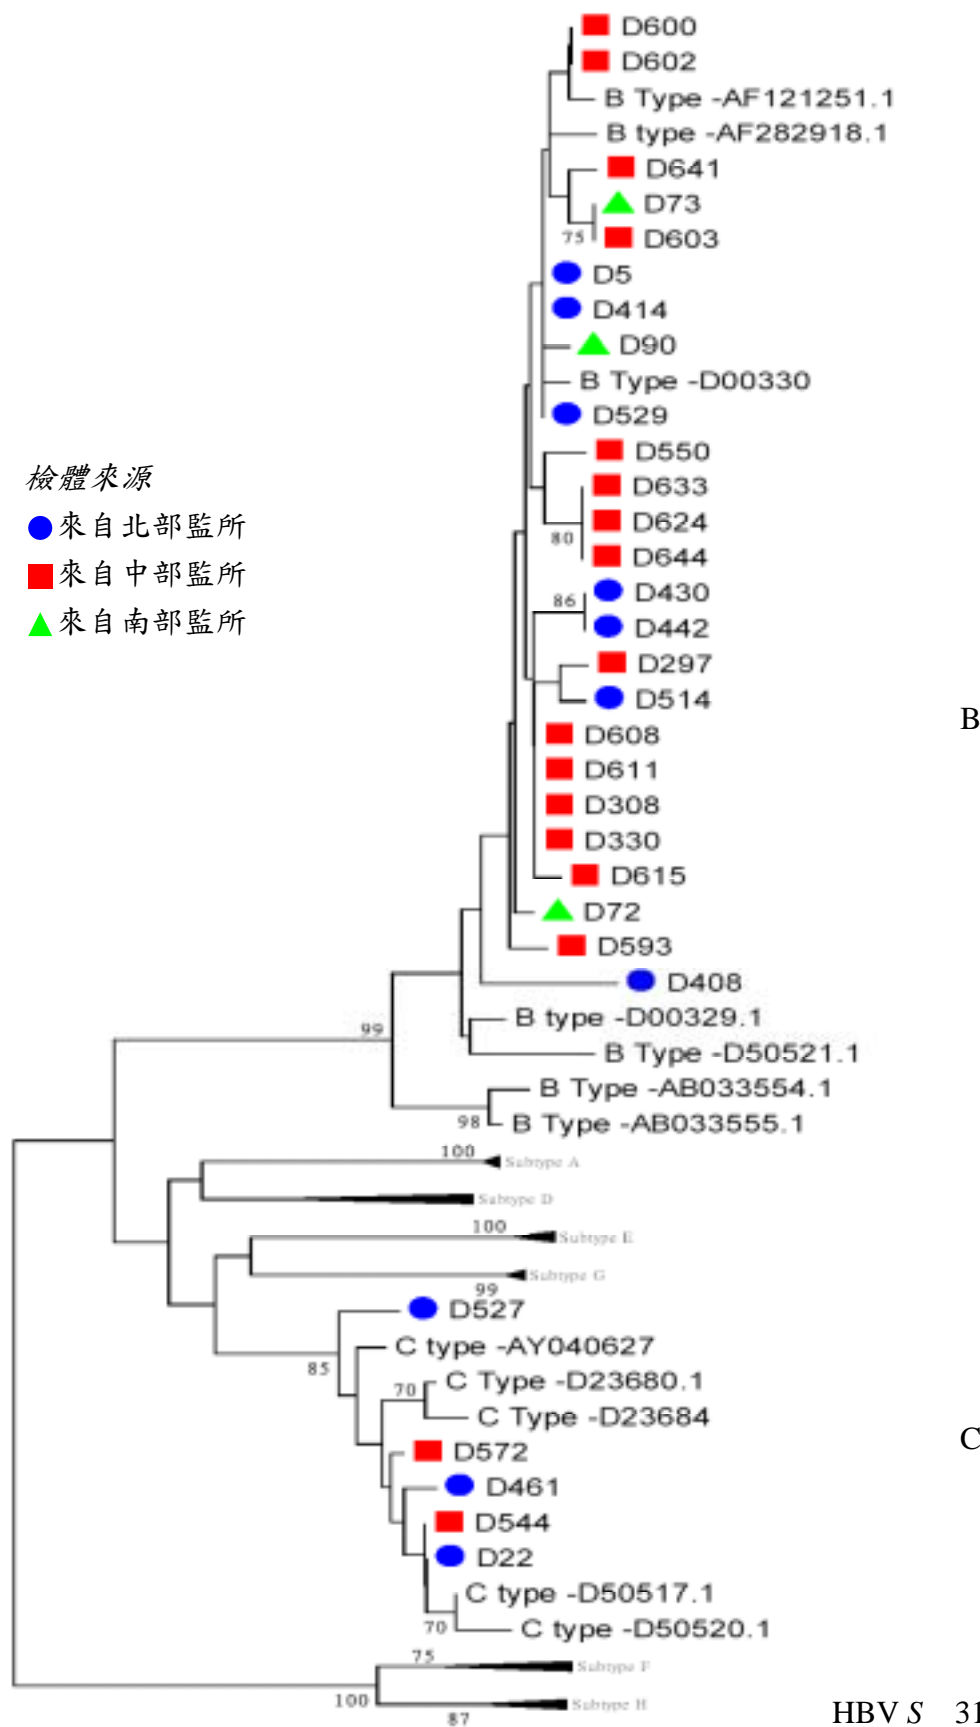 D600
D602
B Type -AF121251.1
B type -AF282918.1
D641
D73
75
D603
D5
D414
D90
B Type -D00330
D529
D550
檢體來源
D633
來自北部監所
D624
80
D644
來自中部監所
86
D430
來自南部監所
D442
D297
D514
B
D608
D611
D308
D330
D615
D72
D593
D408
B type -D00329.1
99
B Type -D50521.1
B Type -AB033554.1
98
B Type -AB033555.1
100
Subtype A
Subtype D
100
Subtype E
Subtype G
99
D527
C type -AY040627
85
C Type -D23680.1
70
C Type -D23684
C
D572
D461
D544
D22
C type -D50517.1
70
C type -D50520.1
75
Subtype F
100
Subtype H
87
HBV S 31